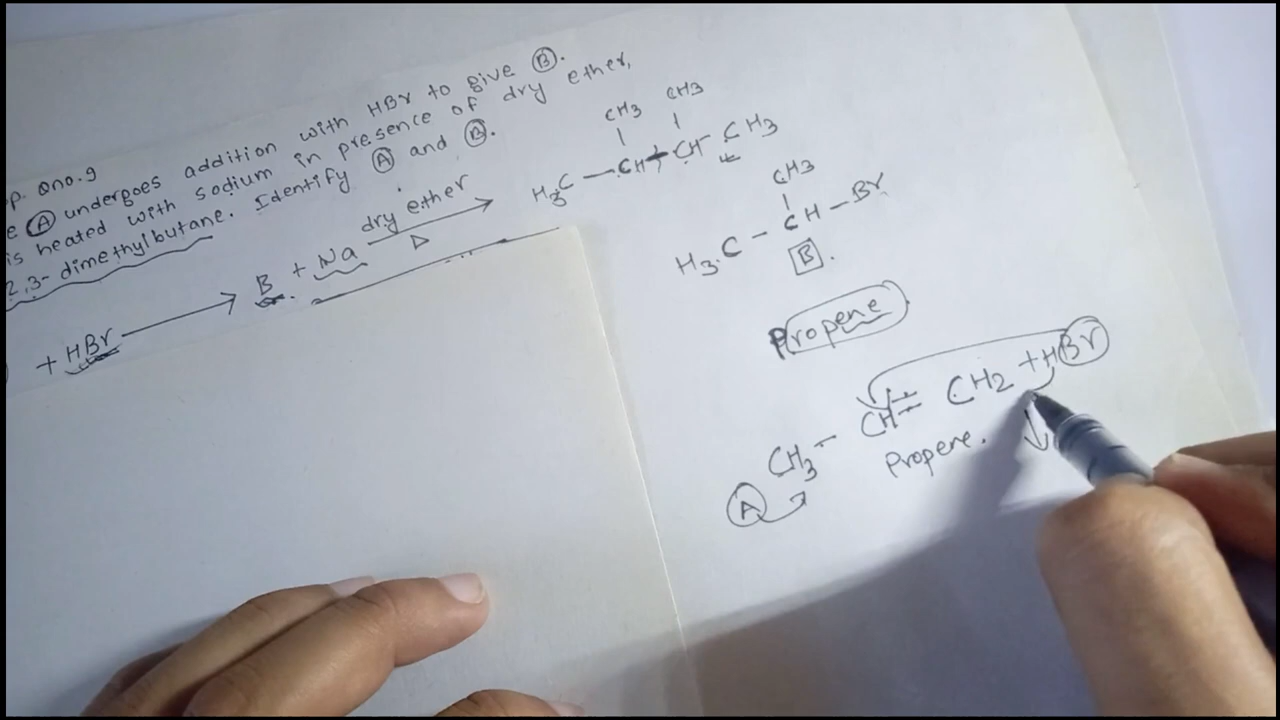 p. Qno.9
e Ⓐ undergoes addition with HBr to give Ⓑ.
is heated with sodium in presence of dry ether,
2,3-dimethylbutane. Identify Ⓐ and Ⓑ.
+ HBr → B + Na dry ether → Δ
CH3 CH3
H3C — CH — CH — CH3
CH3
H3C — CH — Br
B.
Propene
CH3 — CH = CH2 + HBr
Propene.
A